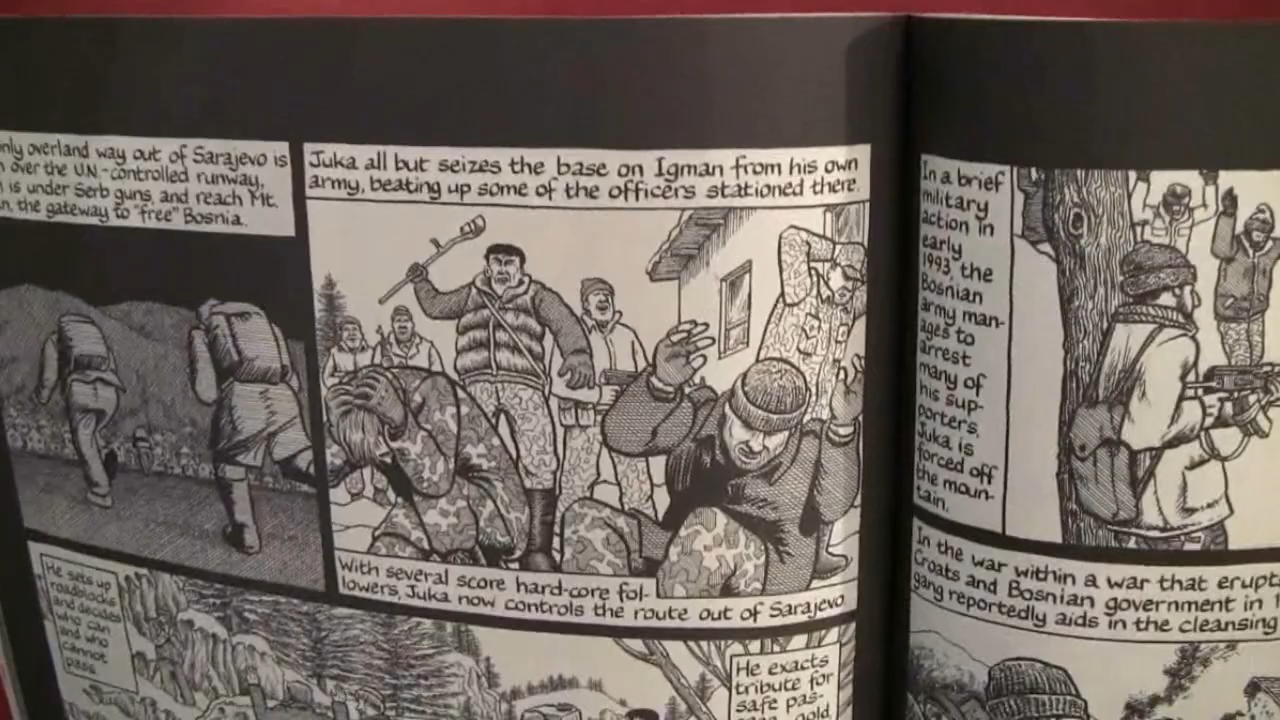 only overland way out of Sarajevo is
over the U.N.-controlled runway,
is under Serb guns, and reach Mt.
the gateway to "free" Bosnia.
Juka all but seizes the base on Igman from his own
army, beating up some of the officers stationed there.
With several score hard-core fol-
lowers, Juka now controls the route out of Sarajevo
He sets up
roadblocks
and decides
who can
and who
cannot
pass
He exacts
tribute for
safe pas-
gold
In a brief
military
action in
early
1993, the
Bosnian
army man-
ages to
arrest
many of
his sup-
porters.
Juka is
forced off
the moun-
tain.
In the war within a war that erupt
Croats and Bosnian government in
gang reportedly aids in the cleansing